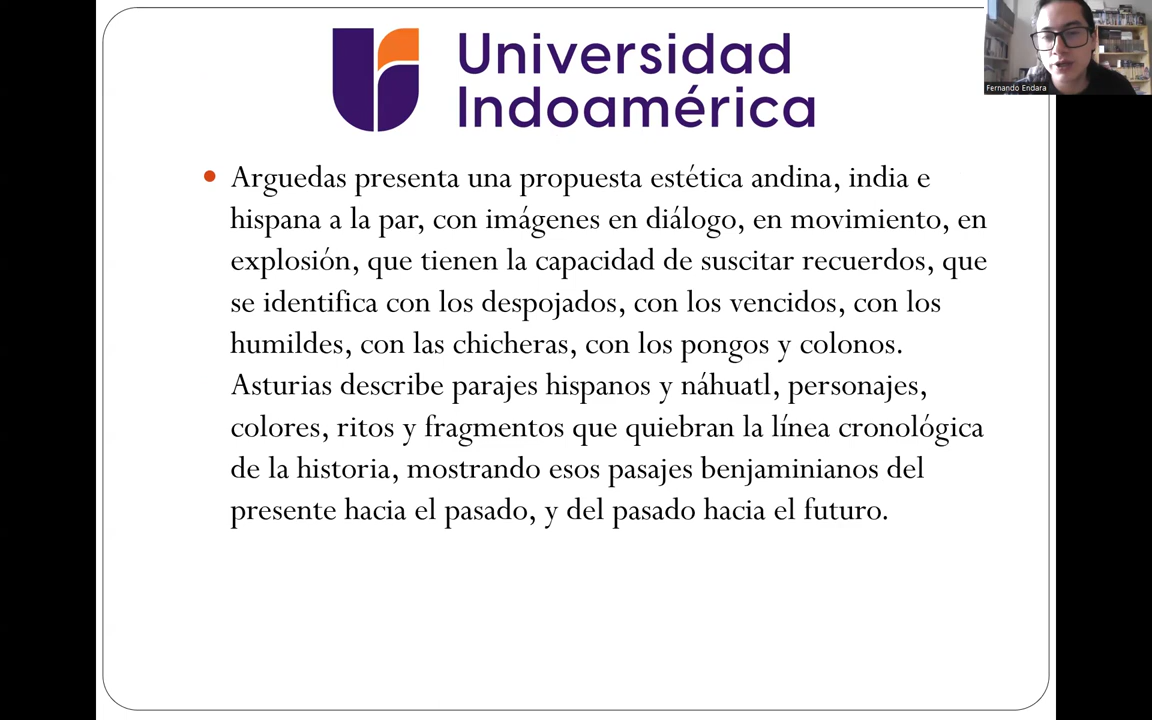 Universidad
Indoamérica
Fernando Endara
Arguedas presenta una propuesta estética andina, india e
hispana a la par, con imágenes en diálogo, en movimiento, en
explosión, que tienen la capacidad de suscitar recuerdos, que
se identifica con los despojados, con los vencidos, con los
humildes, con las chicheras, con los pongos y colonos.
Asturias describe parajes hispanos y náhuatl, personajes,
colores, ritos y fragmentos que quiebran la línea cronológica
de la historia, mostrando esos pasajes benjaminianos del
presente hacia el pasado, y del pasado hacia el futuro.